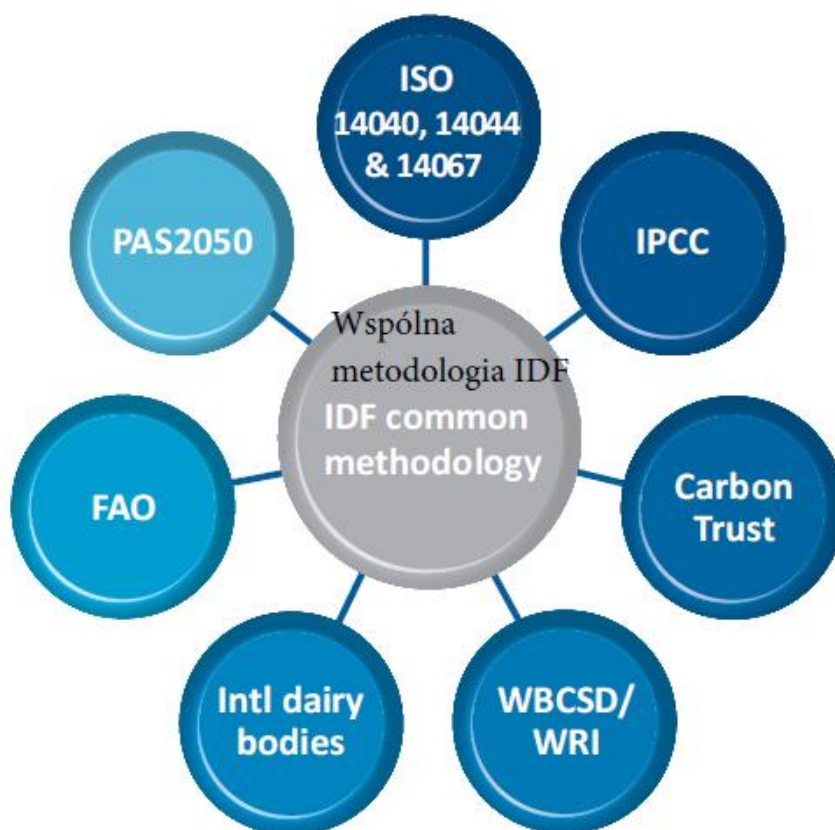 ISO
14040, 14044
& 14067
PAS2050
IPCC
Wspólna
metodologia IDF
IDF common
methodology
FAO
Carbon
Trust
Intl dairy
bodies
WBCSD/
WRI